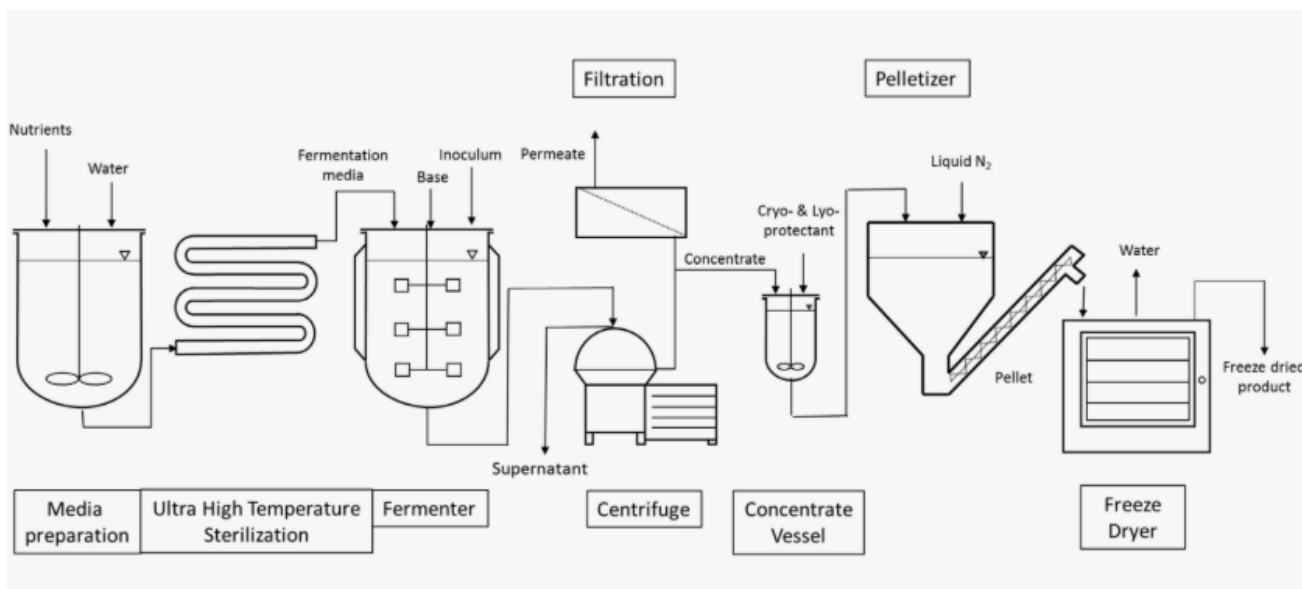 Filtration
Pelletizer
Nutrients
Water
Fermentation
media
Base
Inoculum
Permeate
Liquid N₂
Cryo- & Lyo-
protectant
Concentrate
Water
Pellet
Freeze dried
product
Supernatant
Media
preparation
Ultra High Temperature
Sterilization
Fermenter
Centrifuge
Concentrate
Vessel
Freeze
Dryer